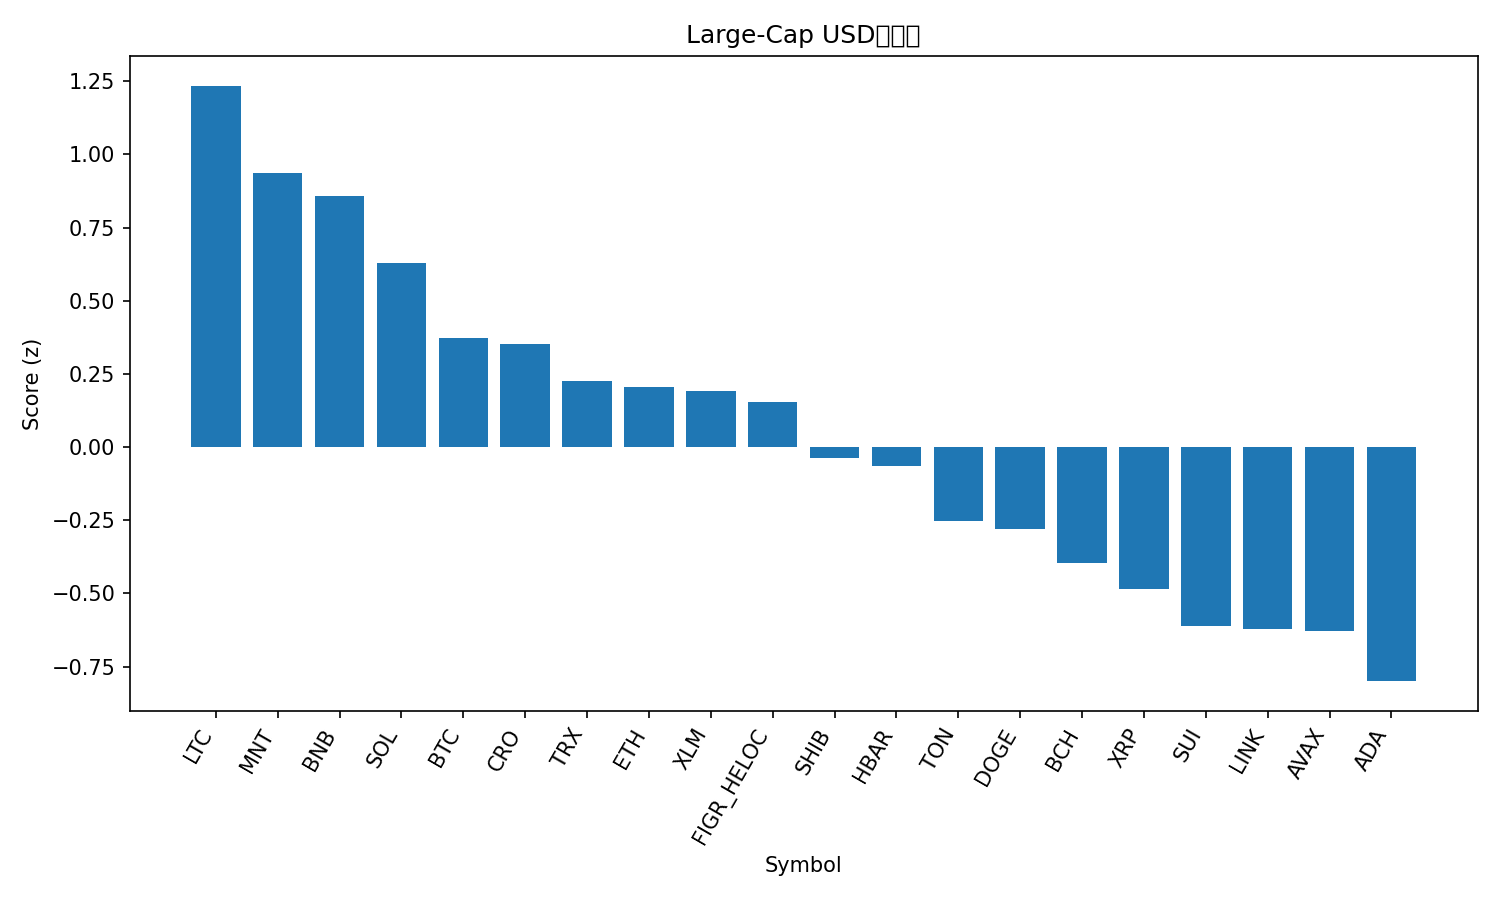 Large-Cap USD
Score (z)
1.25
1.00
0.75
0.50
0.25
0.00
−0.25
−0.50
−0.75
LTC
MNT
BNB
SOL
BTC
CRO
TRX
ETH
XLM
FIGR_HELOC
SHIB
HBAR
TON
DOGE
BCH
XRP
SUI
LINK
AVAX
ADA
Symbol